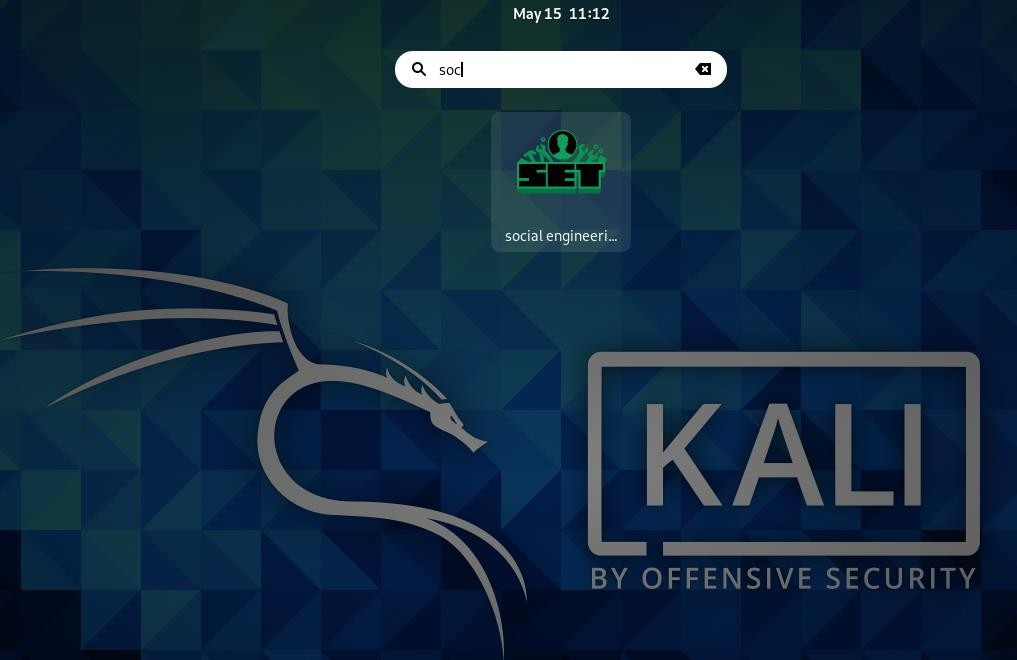 May 15 11:12
soc
SET
social engineeri...
KALI
BY OFFENSIVE SECURITY